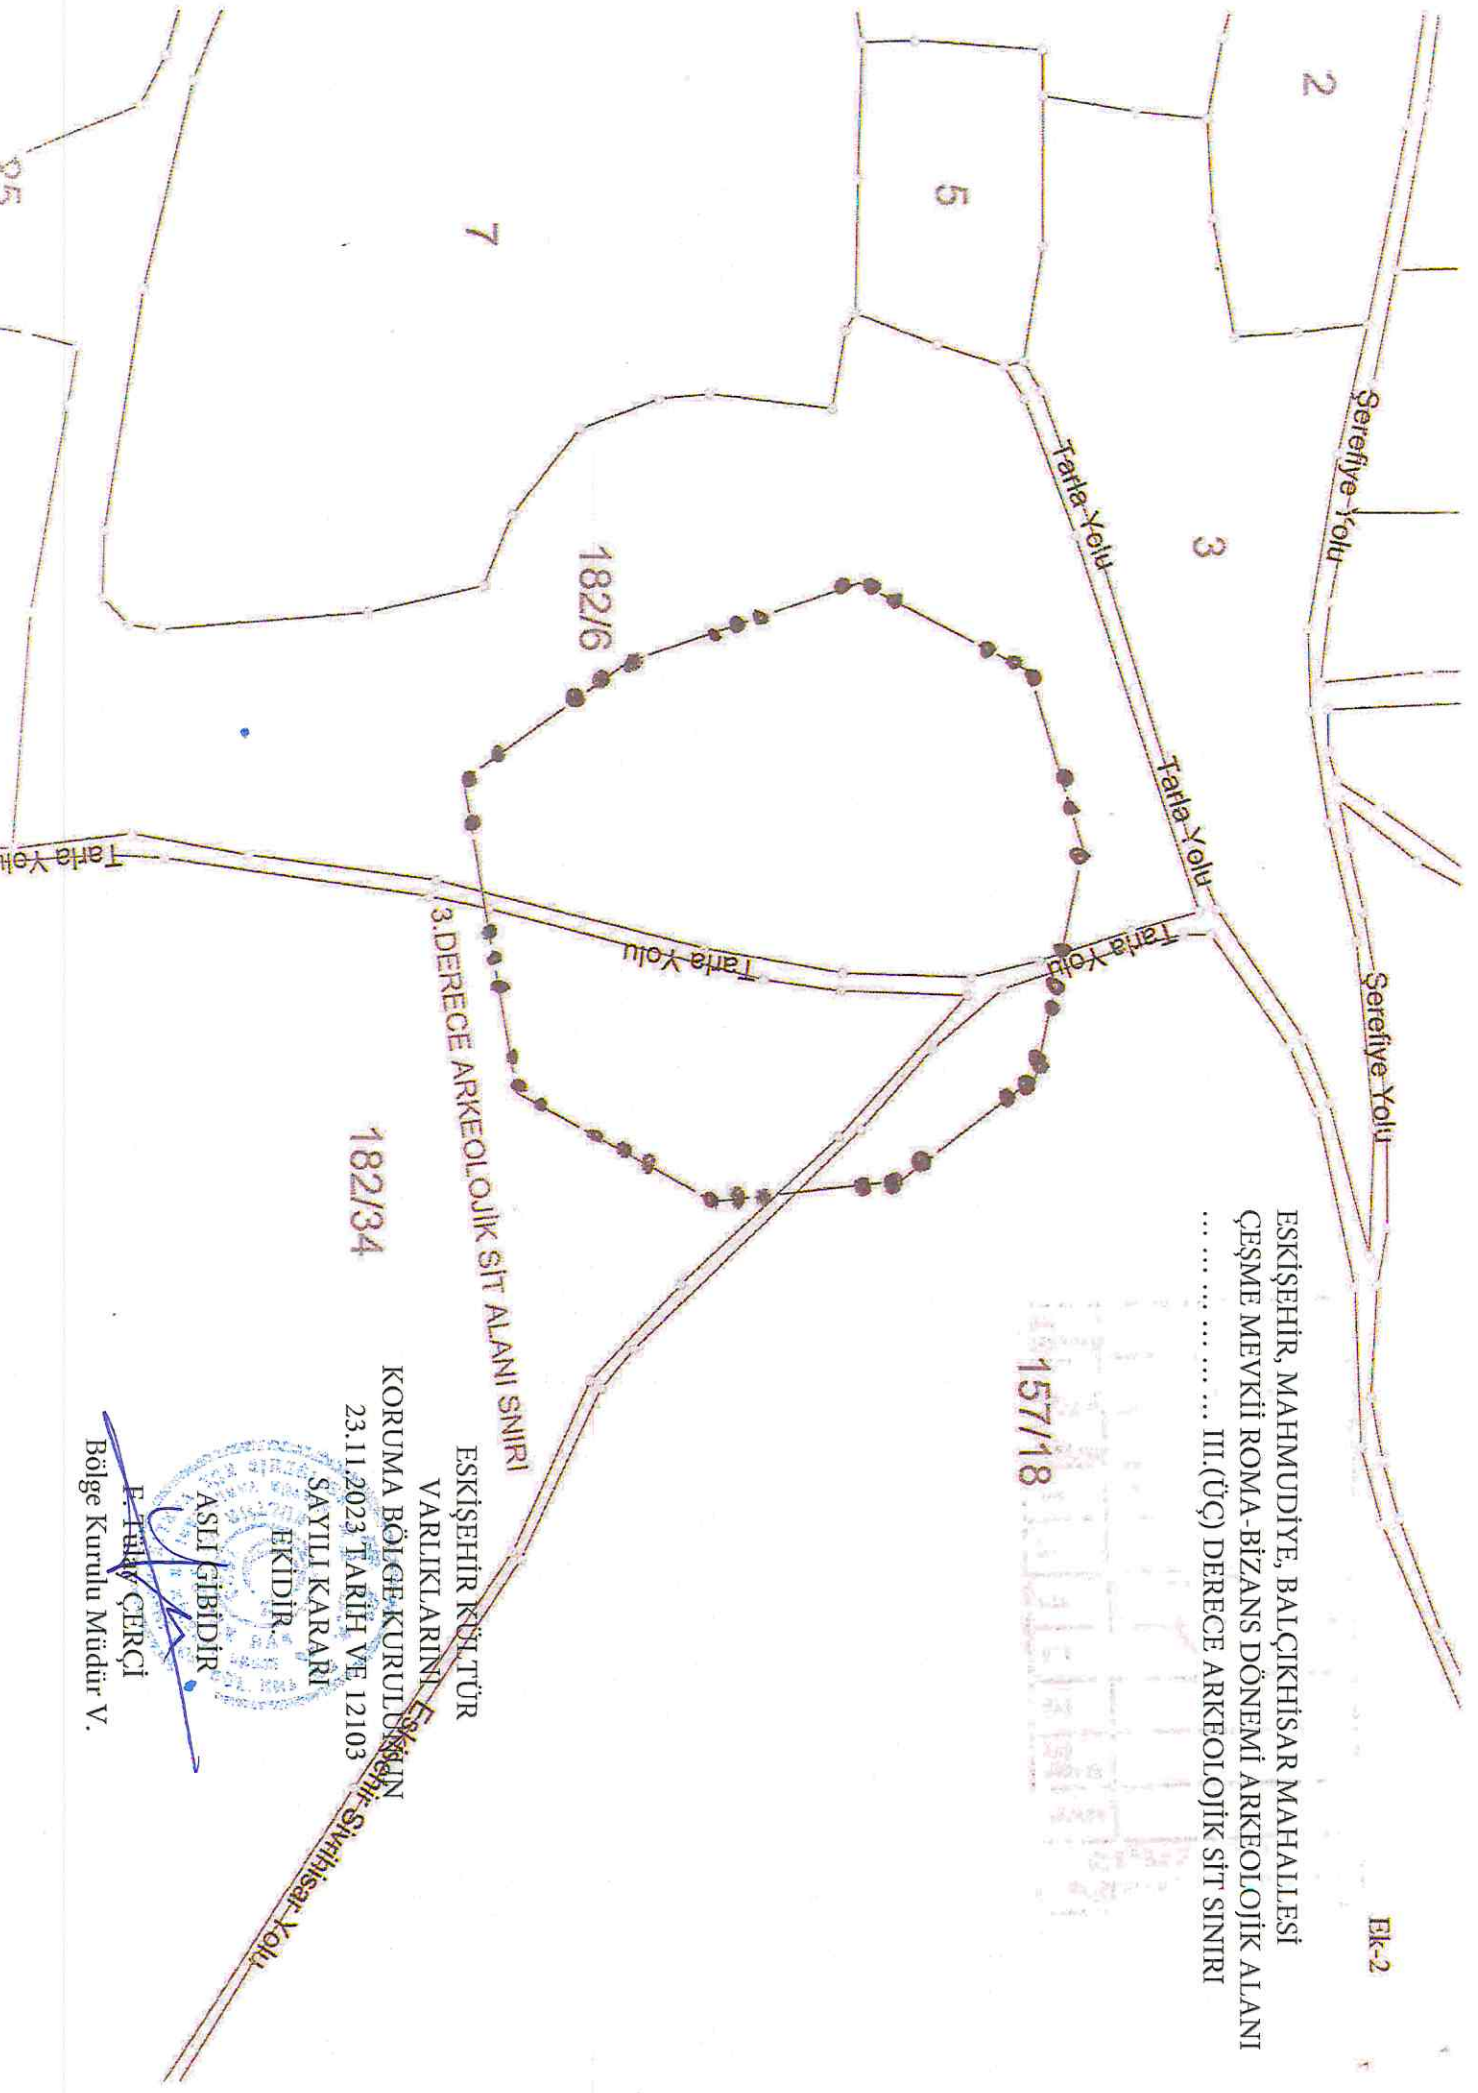 Ek-2
ESKİŞEHİR, MAHMUDİYE, BALÇIKHİSAR MAHALLESİ
ÇEŞME MEVKİİ ROMA-BİZANS DÖNEMİ ARKEOLOJİK ALANI
... ... ... ... ... ... III.(ÜÇ) DERECE ARKEOLOJİK SİT SINIRI
2
Şerefiye Yolu
Şerefiye Yolu
3
5
Tarla Yolu
Tarla Yolu
Tarla Yolu
157/18
7
182/6
Tarla Yolu
3.DERECE ARKEOLOJİK SİT ALANI SNIRI
182/34
Tarla Yolu
Eskişehir Sivrihisar Yolu
ESKİŞEHİR KÜLTÜR
VARLIKLARINI
KORUMA BÖLGE KURULU'NUN
23.11.2023 TARİH VE 12103
SAYILI KARARI
EKİDİR.
ASLI GİBİDİR
F. Tülay ÇERÇİ
Bölge Kurulu Müdür V.